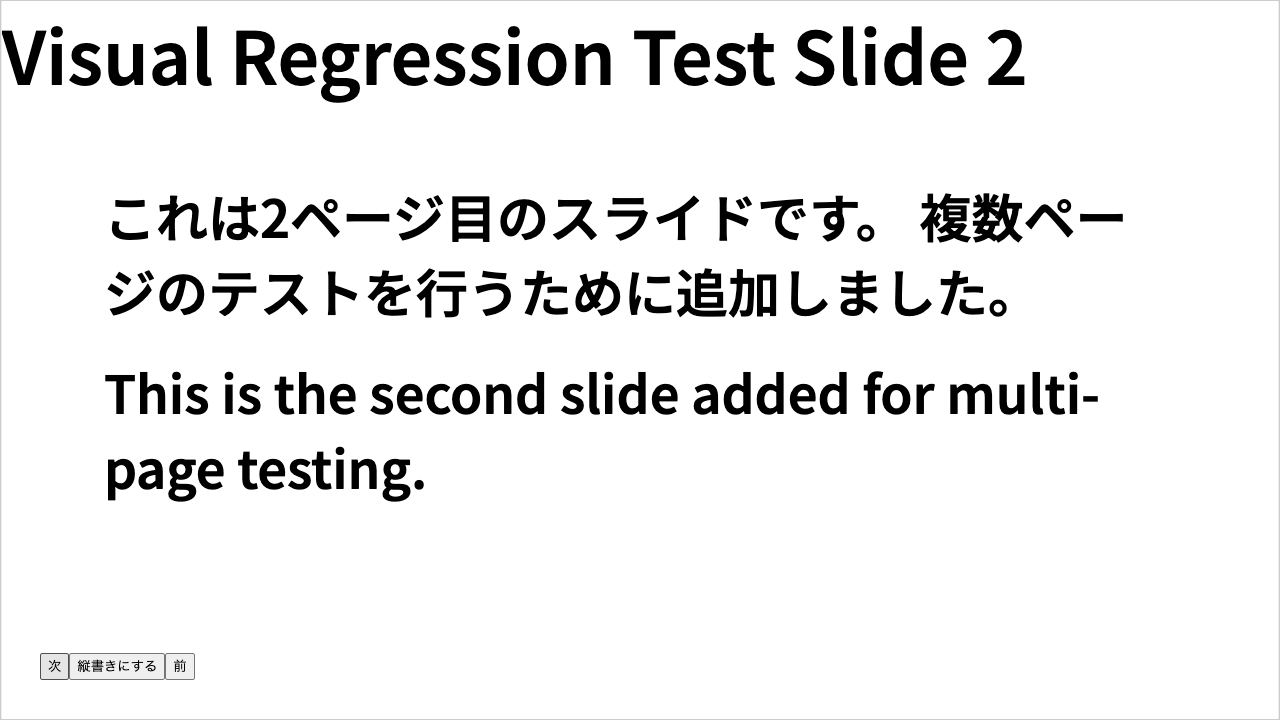 Visual Regression Test Slide 2
これは2ページ目のスライドです。 複数ペー
ジのテストを行うために追加しました。
This is the second slide added for multi-
page testing.
次 縦書きにする 前